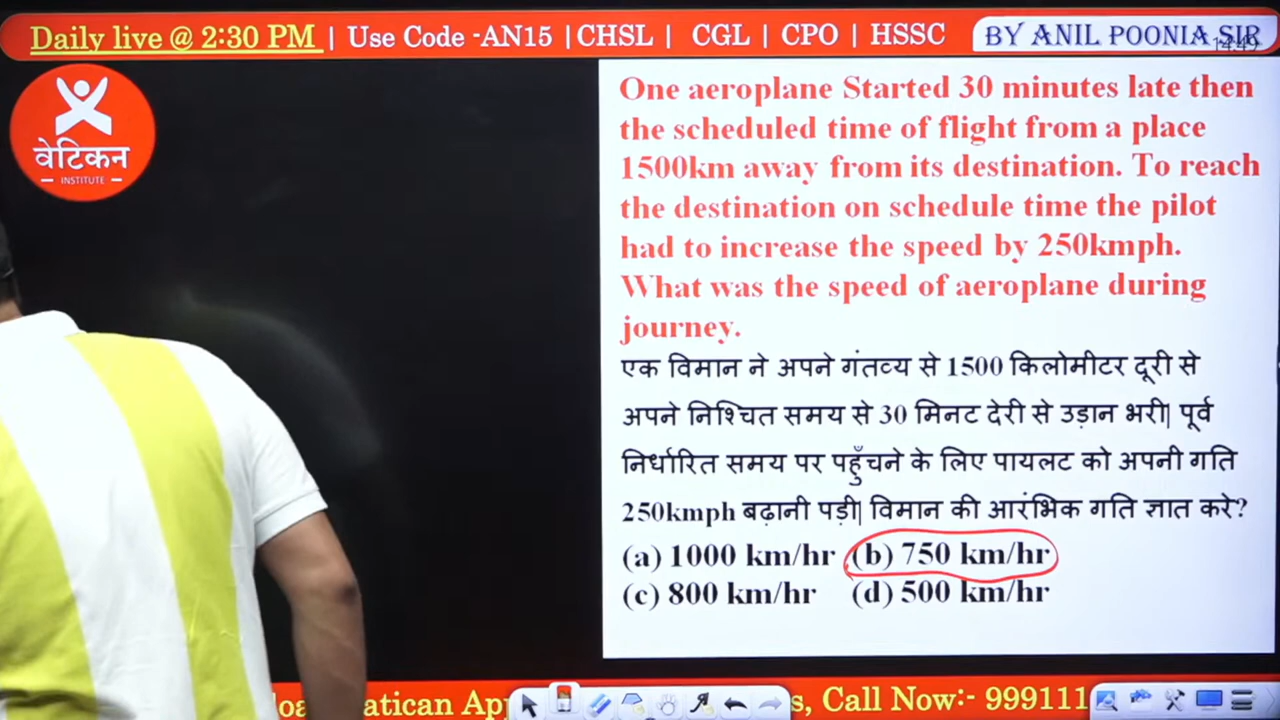 Daily live @ 2:30 PM | Use Code -AN15 |CHSL | CGL | CPO | HSSC
BY ANIL POONIA SIR
14:49
वेटिकन
INSTITUTE
One aeroplane Started 30 minutes late then
the scheduled time of flight from a place
1500km away from its destination. To reach
the destination on schedule time the pilot
had to increase the speed by 250kmph.
What was the speed of aeroplane during
journey.
एक विमान ने अपने गंतव्य से 1500 किलोमीटर दूरी से
अपने निश्चित समय से 30 मिनट देरी से उड़ान भरी| पूर्व
निर्धारित समय पर पहुँचने के लिए पायलट को अपनी गति
250kmph बढ़ानी पड़ी| विमान की आरंभिक गति ज्ञात करे?
(a) 1000 km/hr (b) 750 km/hr
(c) 800 km/hr (d) 500 km/hr
atican Ap
s, Call Now:- 999111